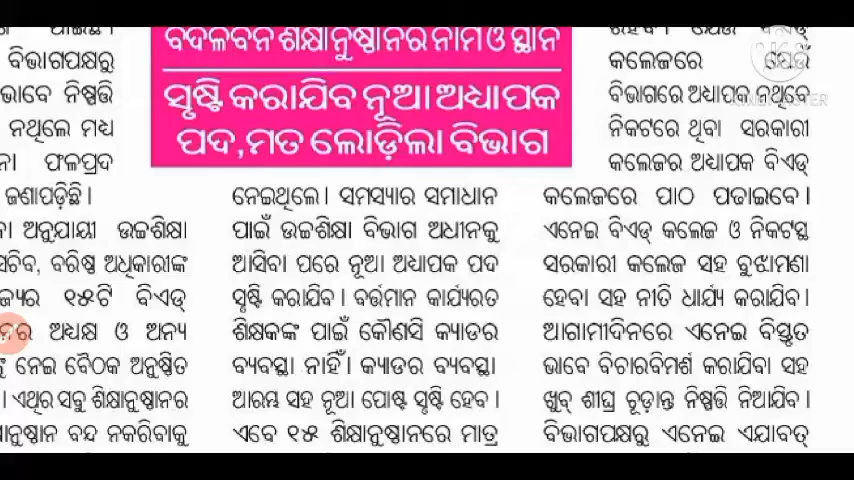 ବଦଳିବନି ଶିକ୍ଷାନୁଷ୍ଠାନର ନାମ ଓ ସ୍ଥାନ
ସୃଷ୍ଟି କରାଯିବ ନୂଆ ଅଧ୍ୟାପକ
ପଦ, ମତ ଲୋଡ଼ିଲା ବିଭାଗ
ବିଭାଗପକ୍ଷରୁ
ଭାବେ ନିଷ୍ପତ୍ତି
ନଥିଲେ ମଧ୍ୟ
ଫଳପ୍ରଦ
ଜଣାପଡ଼ିଛି ।
ଅନୁଯାୟୀ ଉଚ୍ଚଶିକ୍ଷା
ସଚିବ, ବରିଷ୍ଠ ଅଧିକାରୀଙ୍କ
୧୫ଟି ବିଏଡ୍
ଅଧ୍ୟକ୍ଷ ଓ ଅନ୍ୟ
ନେଇ ବୈଠକ ଅନୁଷ୍ଠିତ
। ଏଥିର ସବୁ ଶିକ୍ଷାନୁଷ୍ଠାନର
ବନ୍ଦ ନକରିବାକୁ
ନେଇଥିଲେ । ସମସ୍ୟାର ସମାଧାନ
ପାଇଁ ଉଚ୍ଚଶିକ୍ଷା ବିଭାଗ ଅଧୀନକୁ
ଆସିବା ପରେ ନୂଆ ଅଧ୍ୟାପକ ପଦ
ସୃଷ୍ଟି କରାଯିବ । ବର୍ତ୍ତମାନ କାର୍ଯ୍ୟରତ
ଶିକ୍ଷକଙ୍କ ପାଇଁ କୌଣସି କ୍ୟାଡର
ବ୍ୟବସ୍ଥା ନାହିଁ । କ୍ୟାଡର ବ୍ୟବସ୍ଥା
ଆରମ୍ଭ ସହ ନୂଆ ପୋଷ୍ଟ ସୃଷ୍ଟି ହେବ ।
ଏବେ ୧୫ ଶିକ୍ଷାନୁଷ୍ଠାନରେ ମାତ୍ର
କଲେଜରେ ଯେଉଁ
ବିଭାଗରେ ଅଧ୍ୟାପକ ନଥିବେ
ନିକଟରେ ଥିବା ସରକାରୀ
କଲେଜର ଅଧ୍ୟାପକ ବିଏଡ୍
କଲେଜରେ ପାଠ ପଢାଇବେ ।
ଏନେଇ ବିଏଡ୍ କଲେଜ ଓ ନିକଟସ୍ଥ
ସରକାରୀ କଲେଜ ସହ ବୁଝାମଣା
ହେବା ସହ ନୀତି ଧାର୍ଯ୍ୟ କରାଯିବ ।
ଆଗାମୀଦିନରେ ଏନେଇ ବିସ୍ତୃତ
ଭାବେ ବିଚାରବିମର୍ଶ କରାଯିବା ସହ
ଖୁବ୍ ଶୀଘ୍ର ଚୂଡ଼ାନ୍ତ ନିଷ୍ପତ୍ତି ନିଆଯିବ ।
ବିଭାଗପକ୍ଷରୁ ଏନେଇ ଏଯାବତ୍
KINEMASTER